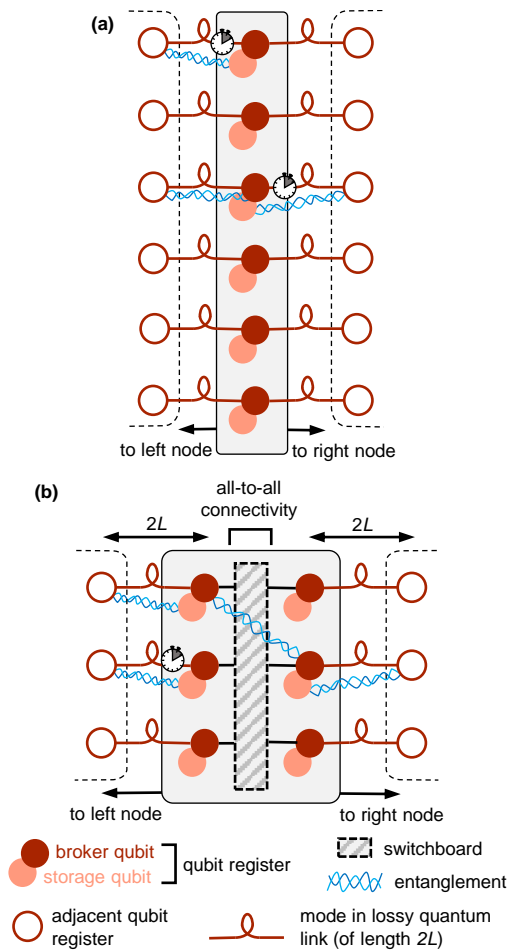 (a)
to left node
to right node
(b)
all-to-all
connectivity
2L
2L
to left node
to right node
broker qubit
storage qubit
qubit register
switchboard
entanglement
adjacent qubit
register
mode in lossy quantum
link (of length 2L)